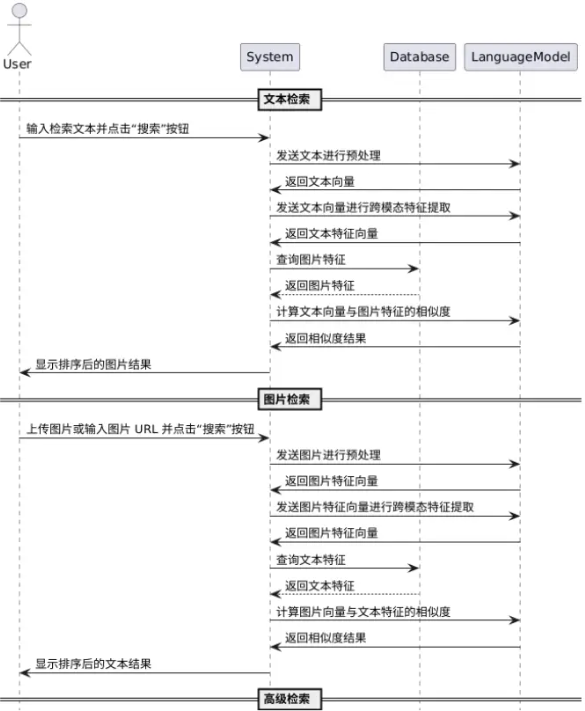 User
System
Database
LanguageModel
文本检索
输入检索文本并点击“搜索”按钮
发送文本进行预处理
返回文本向量
发送文本向量进行跨模态特征提取
返回文本特征向量
查询图片特征
返回图片特征
计算文本向量与图片特征的相似度
返回相似度结果
显示排序后的图片结果
图片检索
上传图片或输入图片 URL 并点击“搜索”按钮
发送图片进行预处理
返回图片特征向量
发送图片特征向量进行跨模态特征提取
返回图片特征向量
查询文本特征
返回文本特征
计算图片向量与文本特征的相似度
返回相似度结果
显示排序后的文本结果
高级检索